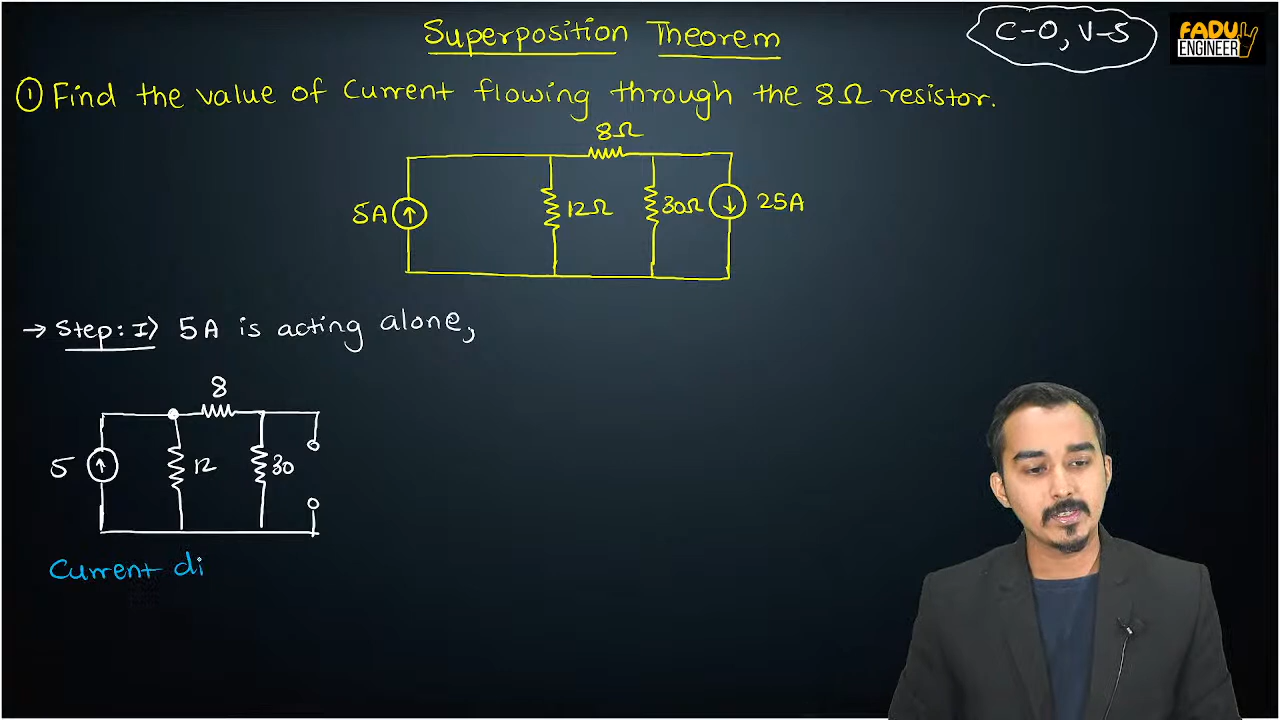 Superposition Theorem
C-O, V-S
FADU
ENGINEER
① Find the value of Current flowing through the 8Ω resistor.
8Ω
5A 12Ω 30Ω 25A
→ Step: I> 5A is acting alone,
8
5 12 30
Current di